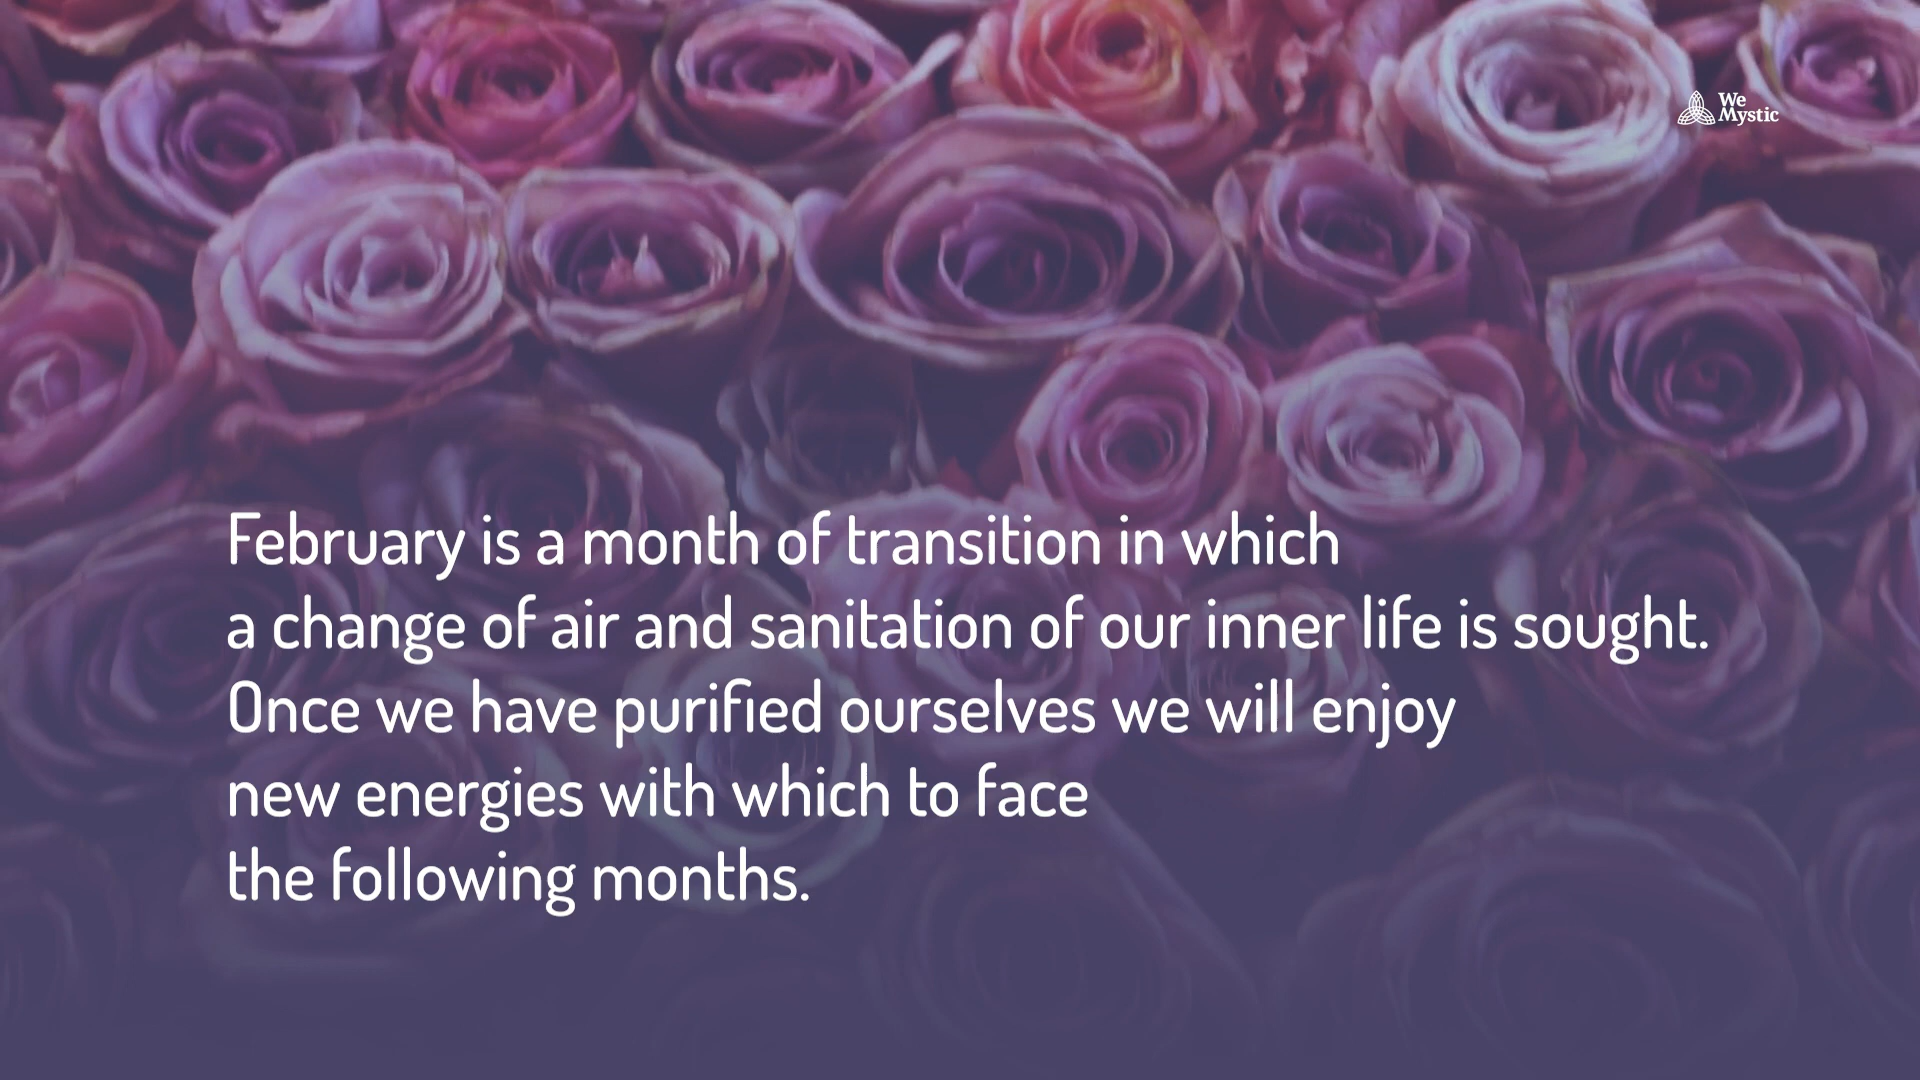 We
Mystic
February is a month of transition in which
a change of air and sanitation of our inner life is sought.
Once we have purified ourselves we will enjoy
new energies with which to face
the following months.